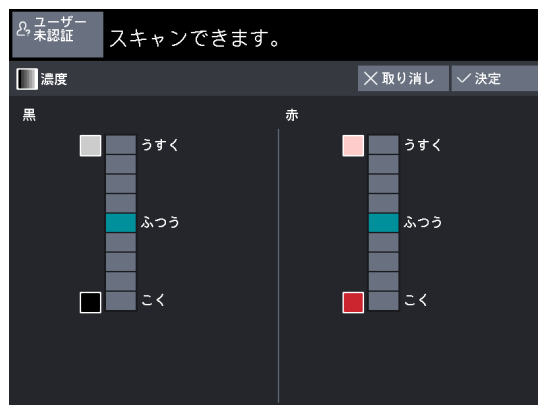 ユーザー
未認証
スキャンできます。
濃度
取り消し
決定
黒
赤
うすく
うすく
ふつう
ふつう
こく
こく